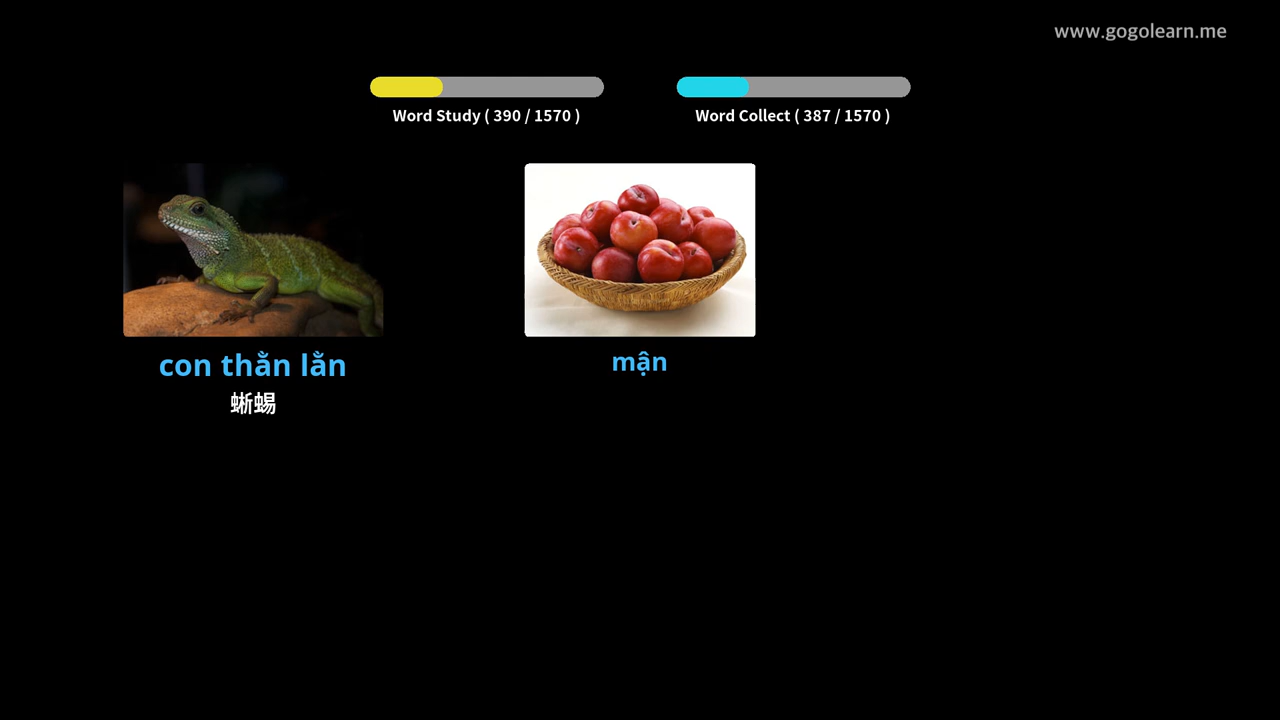 www.gogolearn.me
Word Study ( 390 / 1570 )
Word Collect ( 387 / 1570 )
con thằn lằn
蜥蜴
mận